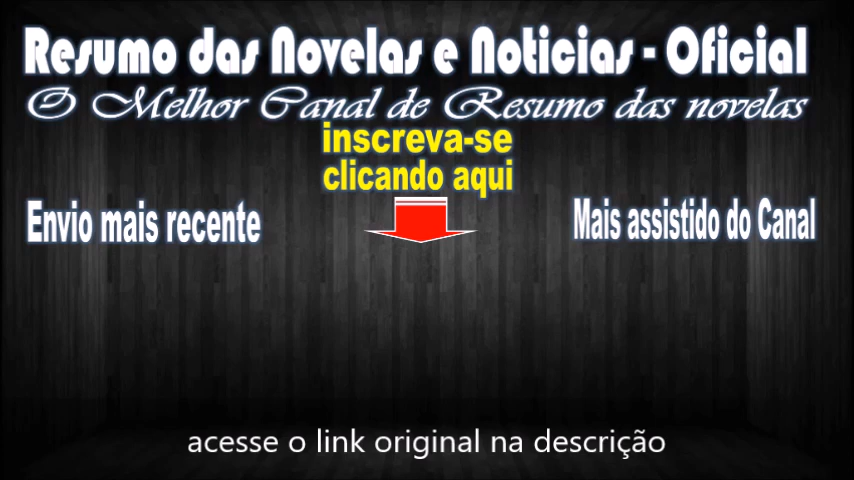 Resumo das Novelas e Noticias - Oficial
O Melhor Canal de Resumo das novelas
inscreva-se
clicando aqui
Envio mais recente
Mais assistido do Canal
acesse o link original na descrição